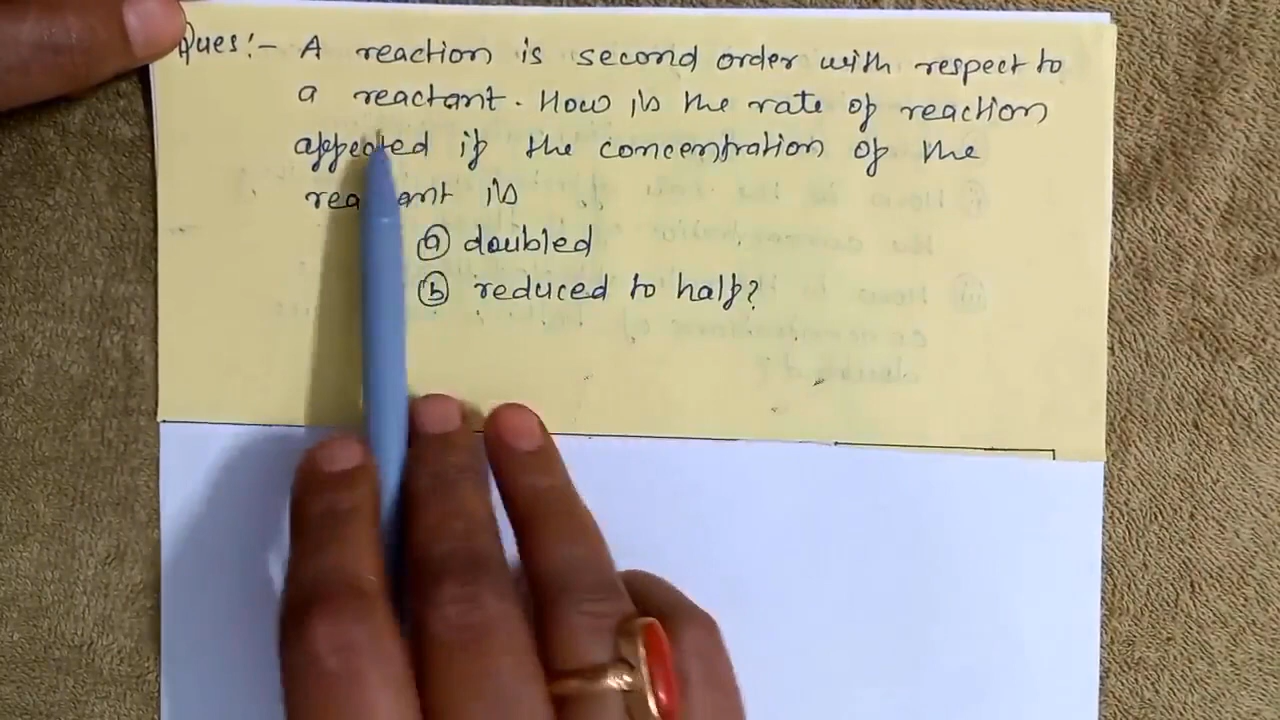 Ques:- A reaction is second order with respect to
a reactant. How is the rate of reaction
affected if the concentration of the
reactant is
(a) doubled
(b) reduced to half?